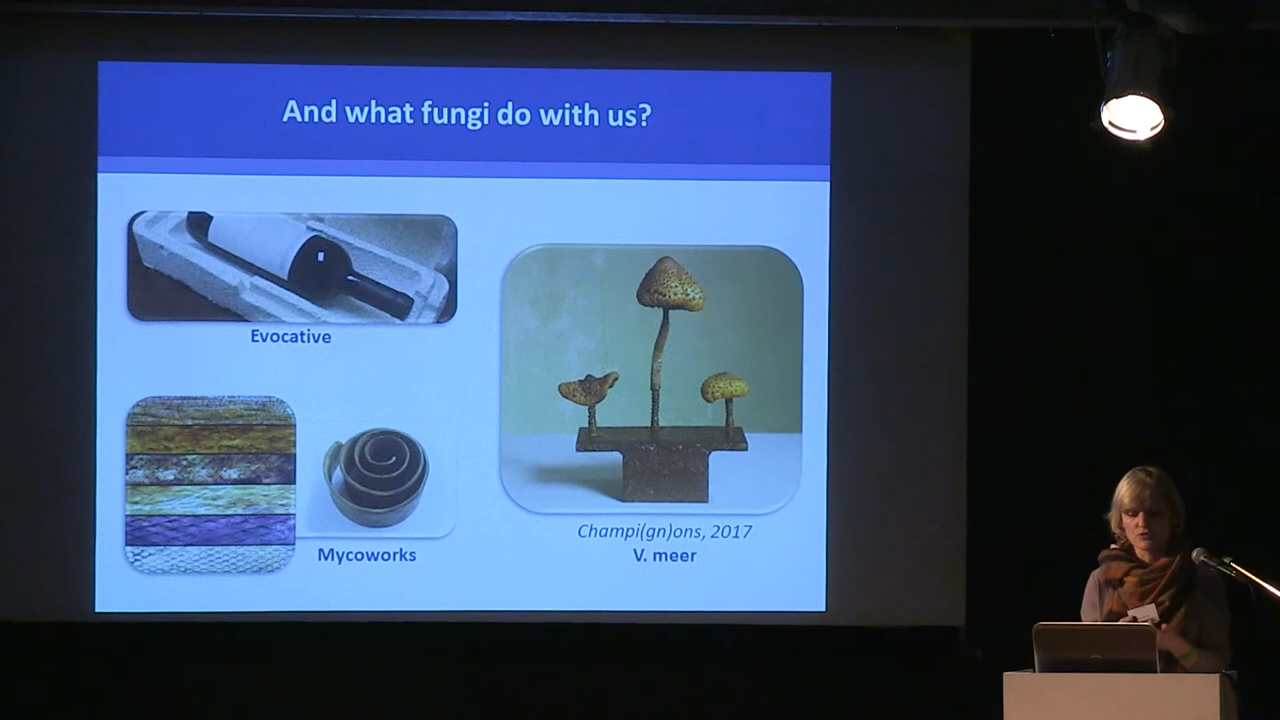 And what fungi do with us?
Evocative
Mycoworks
Champi(gn)ons, 2017
V. meer